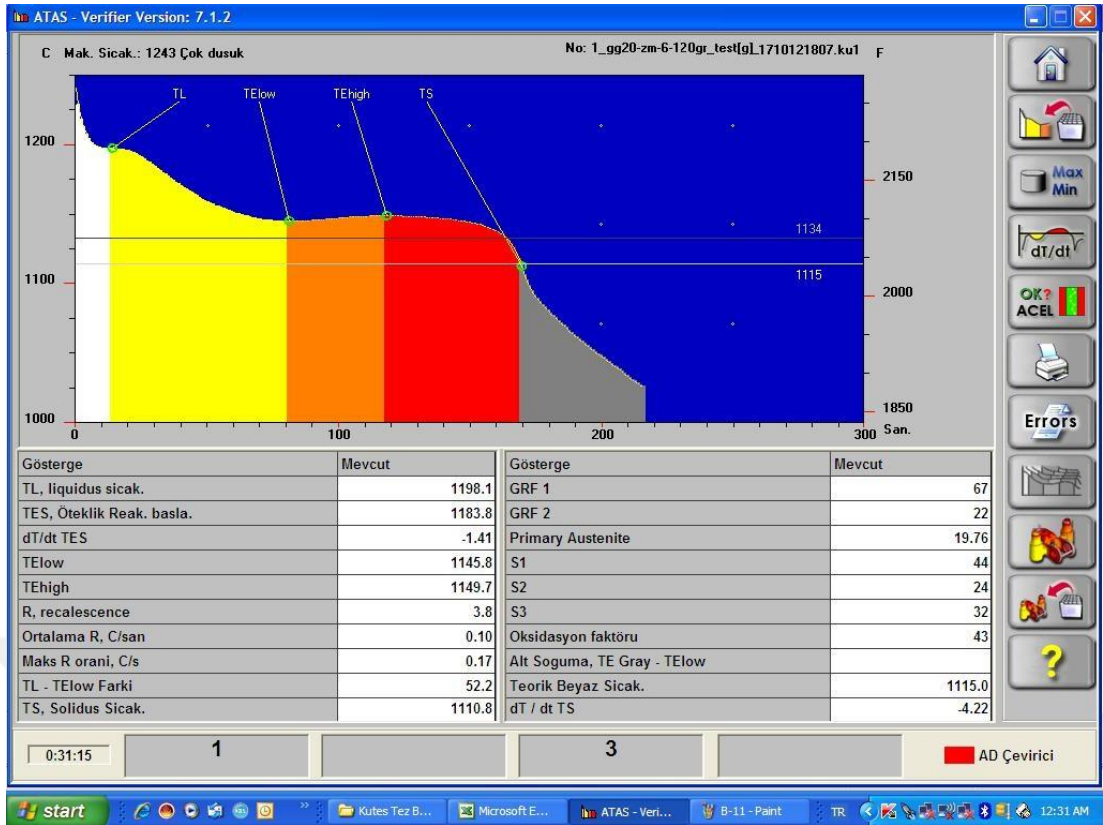 ATAS - Verifier Version: 7.1.2
C Mak. Sicak.: 1243 Çok dusuk No: 1_gg20-zm-6-120gr_test[g]_1710121807.ku1 F
TL TElow TEhigh TS
1200
2150
1134
1115
1100
2000
1000
1850
0 100 200 300 San.
Gösterge Mevcut Gösterge Mevcut
TL, liquidus sicak. 1198.1 GRF 1 67
TES, Öteklik Reak. basla. 1183.8 GRF 2 22
dT/dt TES -1.41 Primary Austenite 19.76
TElow 1145.8 S1 44
TEhigh 1149.7 S2 24
R, recalescence 3.8 S3 32
Ortalama R, C/san 0.10 Oksidasyon faktöru 43
Maks R orani, C/s 0.17 Alt Soguma, TE Gray - TElow
TL - TElow Farki 52.2 Teorik Beyaz Sicak. 1115.0
TS, Solidus Sicak. 1110.8 dT / dt TS -4.22
Max
Min
dT/dt
OK?
ACEL
Errors
?
0:31:15 1 3 AD Çevirici
start Kutes Tez B... Microsoft E... ATAS - Veri... B-11 - Paint TR 12:31 AM